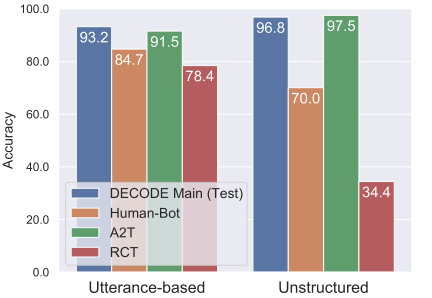 100.0
80.0
60.0
40.0
20.0
0.0
Accuracy
93.2
84.7
91.5
78.4
96.8
70.0
97.5
34.4
DECODE Main (Test)
Human-Bot
A2T
RCT
Utterance-based
Unstructured